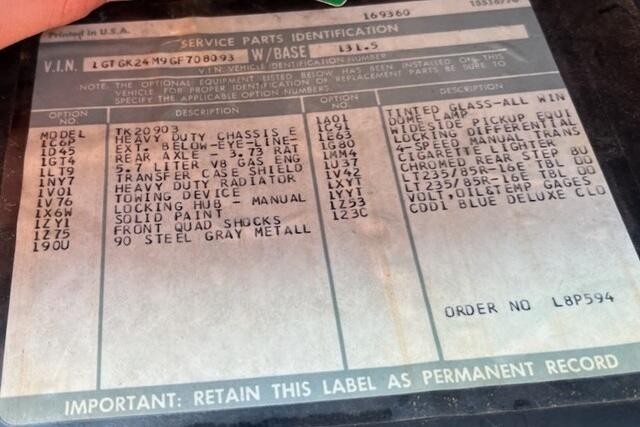 Printed in U.S.A.
169360
SERVICE PARTS IDENTIFICATION
V.I.N. 1GTGK24M9GF708093 W/BASE 131.5
V.I.N. VEHICLE IDENTIFICATION NUMBER
NOTE: THE OPTIONAL EQUIPMENT LISTED BELOW HAS BEEN INSTALLED ON THIS
VEHICLE. FOR PROPER IDENTIFICATION OF REPLACEMENT PARTS BE SURE TO
SPECIFY THE APPLICABLE OPTION NUMBERS.
OPTION NO. DESCRIPTION
MODEL TK20903
1C6P HEAVY DUTY CHASSIS E
1D45 EXT.-BELOW-EYE-LINE-
1GT4 REAR AXLE - 3.73 RAT
1LT9 5.7 LITER V8 GAS ENG
1NY7 TRANSFER CASE SHIELD
1V01 HEAVY DUTY RADIATOR
1V76 TOWING DEVICE
1X6W LOCKING HUB - MANUAL
1ZY1 SOLID PAINT
1Z75 FRONT QUAD SHOCKS
190U 90 STEEL GRAY METALL
OPTION NO. DESCRIPTION
1A01 TINTED GLASS-ALL WIN
1C91 DOME LAMP
1E63 WIDESIDE PICKUP EQUI
1G80 LOCKING DIFFERENTIAL
1MM4 4-SPEED MANUAL TRANS
1U37 CIGARETTE LIGHTER
1V42 CHROMED REAR STEP BU
1XYT LT235/85R-16E TBL OO
1YYT LT235/85R-16E TBL OO
1Z53 VOLT,OIL&TEMP GAGES
123C CODI BLUE DELUXE CLO
ORDER NO L8P594
IMPORTANT: RETAIN THIS LABEL AS PERMANENT RECORD